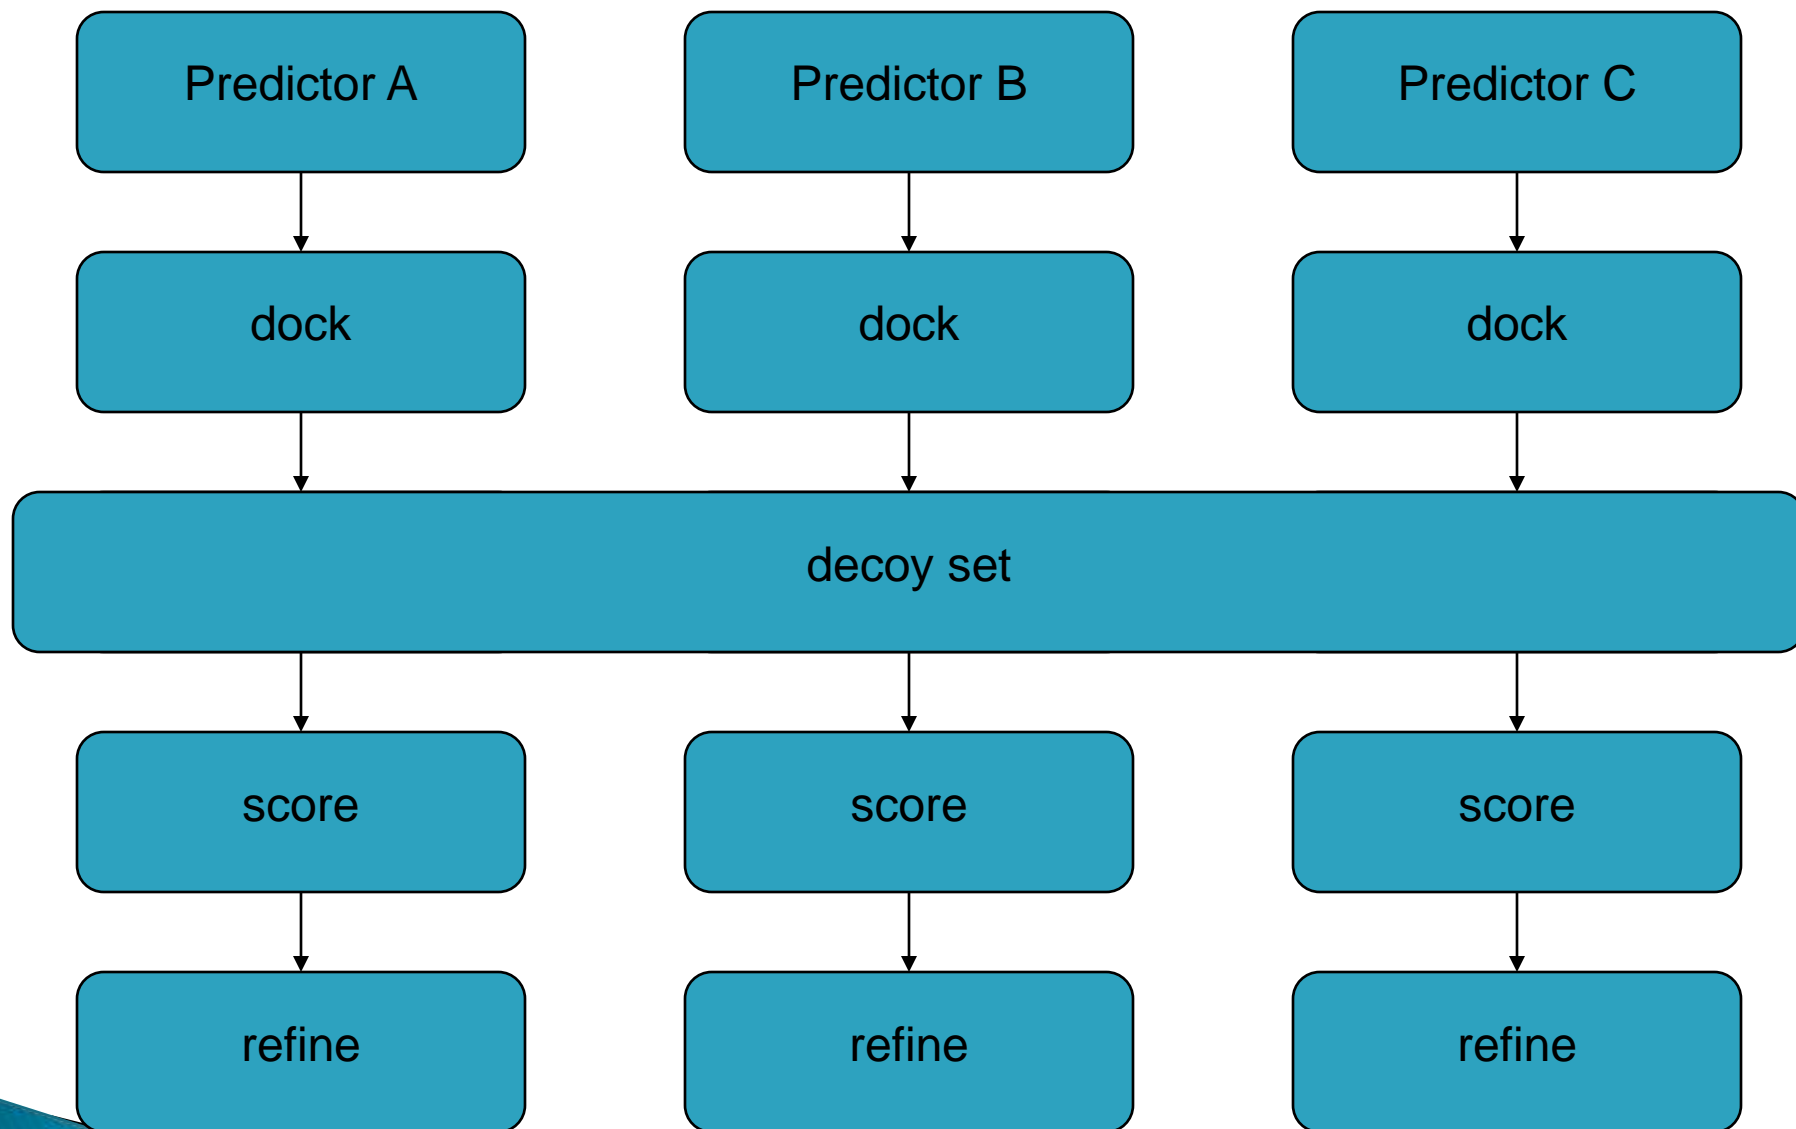 Predictor A
Predictor B
Predictor C
dock
dock
dock
decoy set
score
score
score
refine
refine
refine